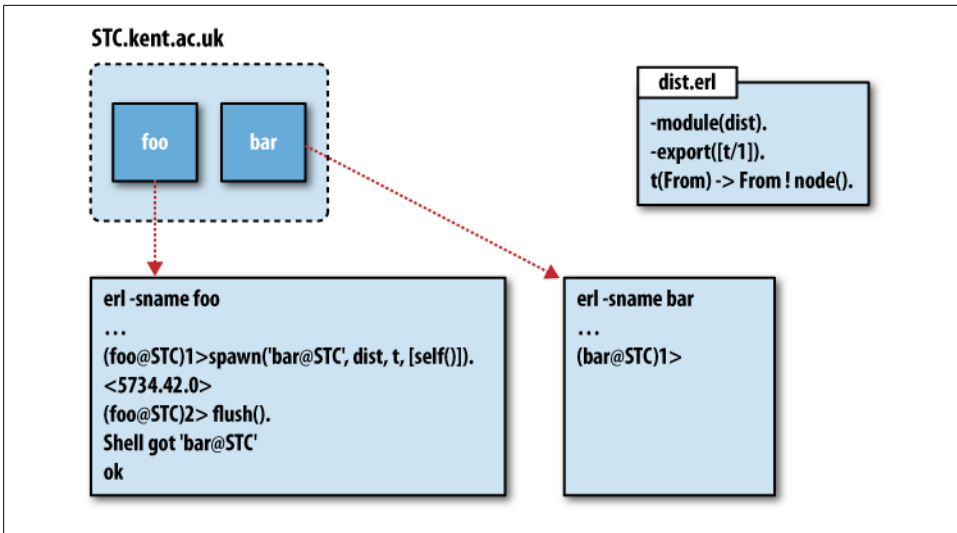 STC.kent.ac.uk
foo
bar
dist.erl
-module(dist).
-export([t/1]).
t(From) -> From ! node().
erl -sname foo
…
(foo@STC)1>spawn('bar@STC', dist, t, [self()]).
<5734.42.0>
(foo@STC)2> flush().
Shell got 'bar@STC'
ok
erl -sname bar
…
(bar@STC)1>